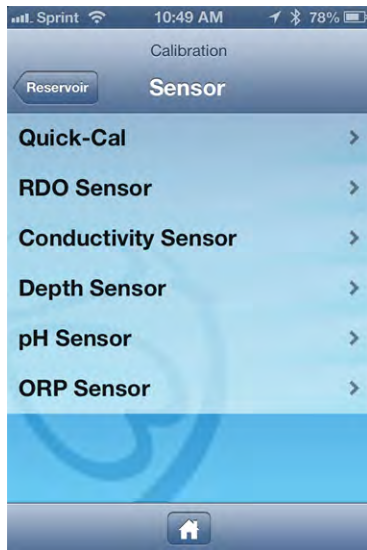 Sprint 10:49 AM 78%
Calibration
Reservoir Sensor
Quick-Cal
RDO Sensor
Conductivity Sensor
Depth Sensor
pH Sensor
ORP Sensor